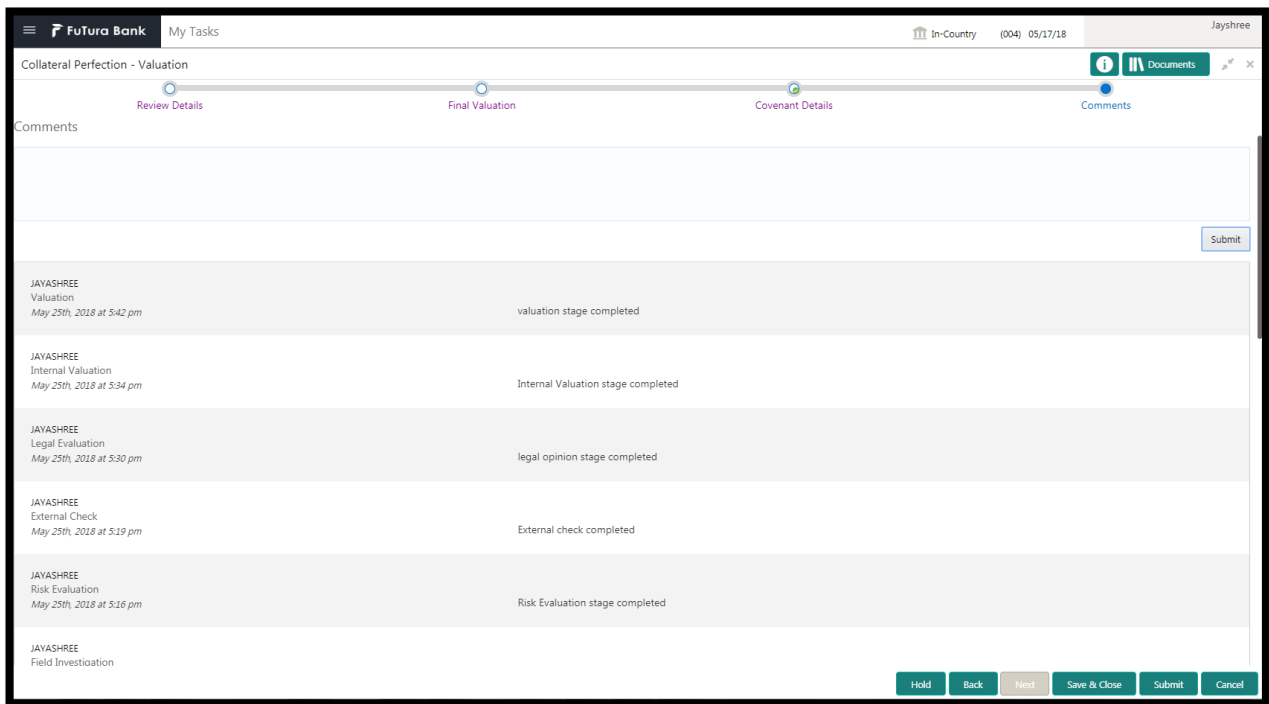 FuTura Bank My Tasks In-Country (004) 05/17/18 Jayshree
Collateral Perfection - Valuation Documents
Review Details Final Valuation Covenant Details Comments
Comments
Submit
JAYASHREE
Valuation
May 25th, 2018 at 5:42 pm valuation stage completed
JAYASHREE
Internal Valuation
May 25th, 2018 at 5:34 pm Internal Valuation stage completed
JAYASHREE
Legal Evaluation
May 25th, 2018 at 5:30 pm legal opinion stage completed
JAYASHREE
External Check
May 25th, 2018 at 5:19 pm External check completed
JAYASHREE
Risk Evaluation
May 25th, 2018 at 5:16 pm Risk Evaluation stage completed
JAYASHREE
Field Investigation
Hold Back Next Save & Close Submit Cancel